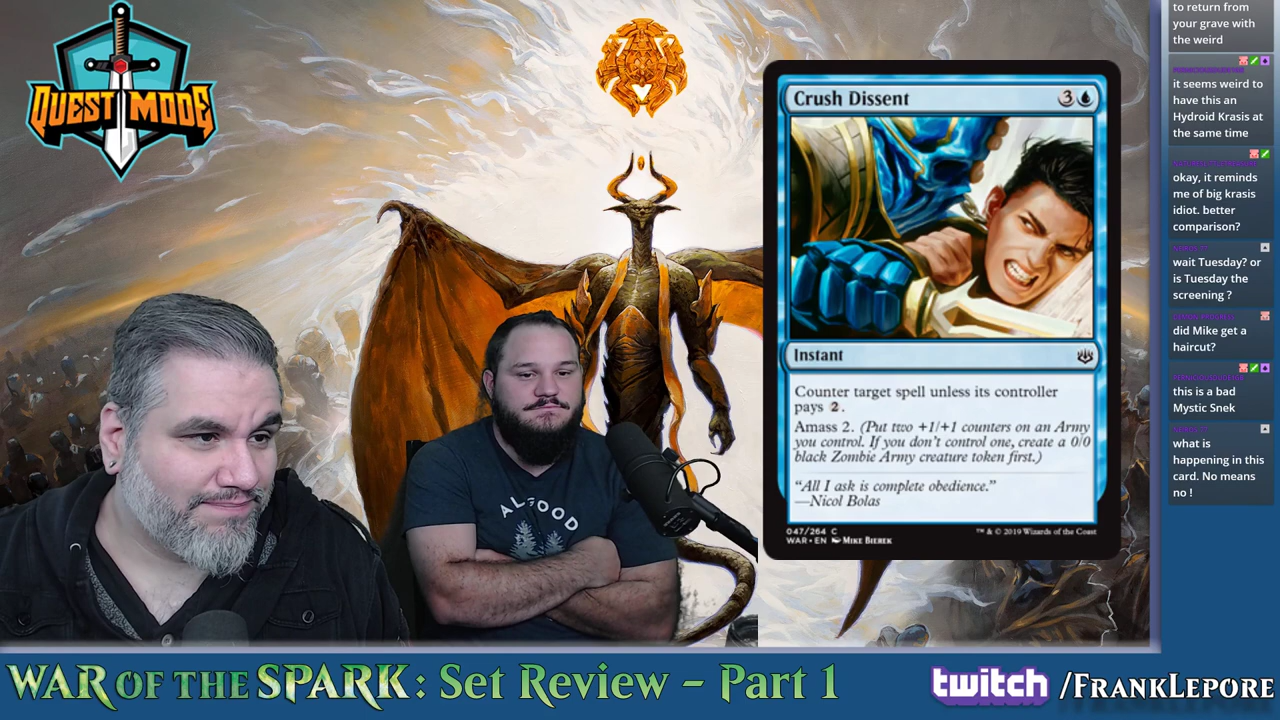 QUEST MODE
Crush Dissent 3
Instant
Counter target spell unless its controller
pays 2.
Amass 2. (Put two +1/+1 counters on an Army
you control. If you don't control one, create a 0/0
black Zombie Army creature token first.)
"All I ask is complete obedience."
—Nicol Bolas
047/264 C
WAR • EN MIKE BIEREK
™ & © 2019 Wizards of the Coast
ALGOOD
to return from
your grave with
the weird
it seems weird to
have this an
Hydroid Krasis at
the same time
okay, it reminds
me of big krasis
idiot. better
comparison?
wait Tuesday? or
is Tuesday the
screening ?
did Mike get a
haircut?
this is a bad
Mystic Snek
what is
happening in this
card. No means
no !
WAR OF THE SPARK: Set Review - Part 1
twitch /FRANKLEPORE